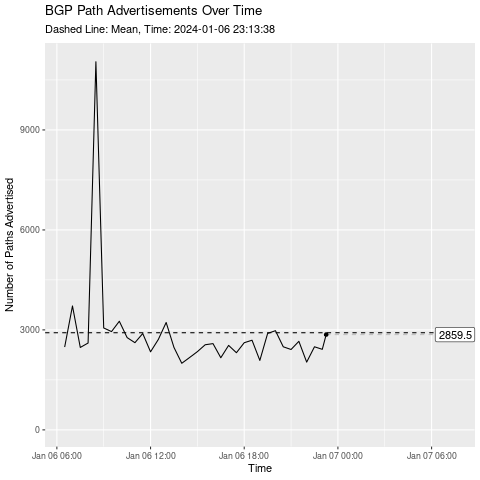 BGP Path Advertisements Over Time
Dashed Line: Mean, Time: 2024-01-06 23:13:38
Number of Paths Advertised
9000
6000
3000
0
2859.5
Jan 06 06:00 Jan 06 12:00 Jan 06 18:00 Jan 07 00:00 Jan 07 06:00
Time